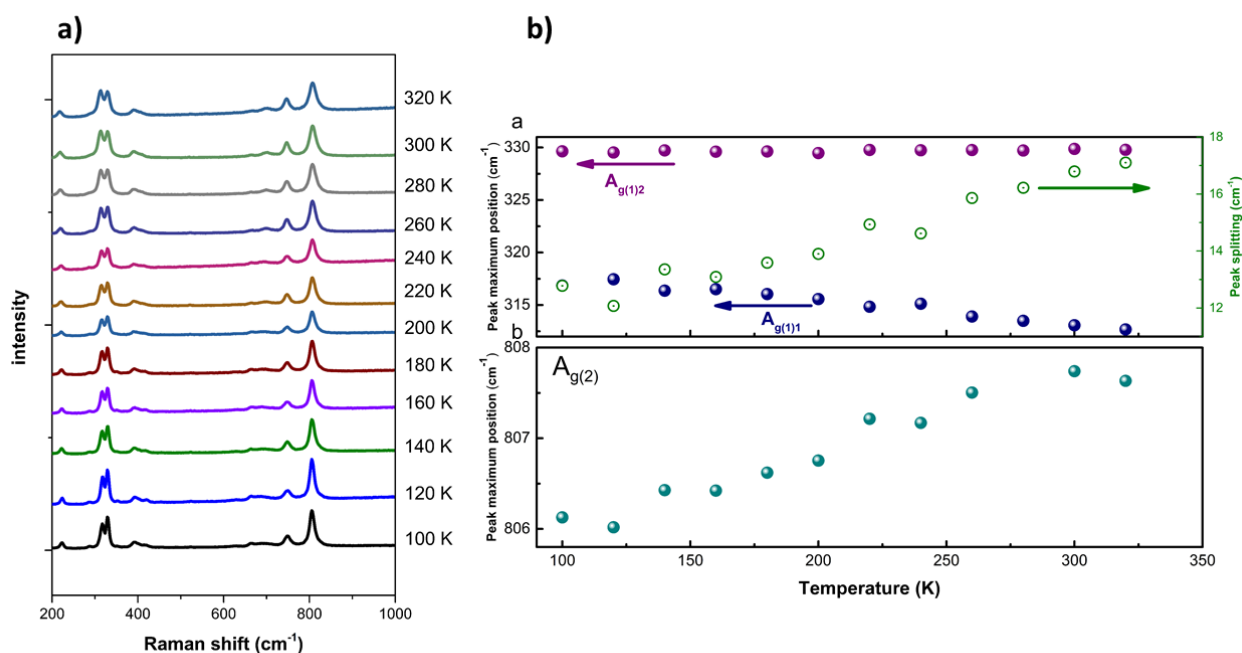 a)
b)
320 K
300 K
280 K
260 K
240 K
220 K
200 K
180 K
160 K
140 K
120 K
100 K
intensity
200 400 600 800 1000
Raman shift (cm⁻¹)
a
330
325
320
315
Peak maximum position (cm⁻¹)
A_g(1)2
A_g(1)1
18
16
14
12
Peak splitting (cm⁻¹)
b
808
807
806
Peak maximum position (cm⁻¹)
A_g(2)
100 150 200 250 300 350
Temperature (K)